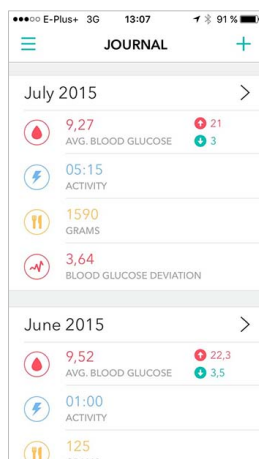 E-Plus+ 3G 13:07 91 %
JOURNAL
July 2015
9,27 21
AVG. BLOOD GLUCOSE 3
05:15
ACTIVITY
1590
GRAMS
3,64
BLOOD GLUCOSE DEVIATION
June 2015
9,52 22,3
AVG. BLOOD GLUCOSE 3,5
01:00
ACTIVITY
125